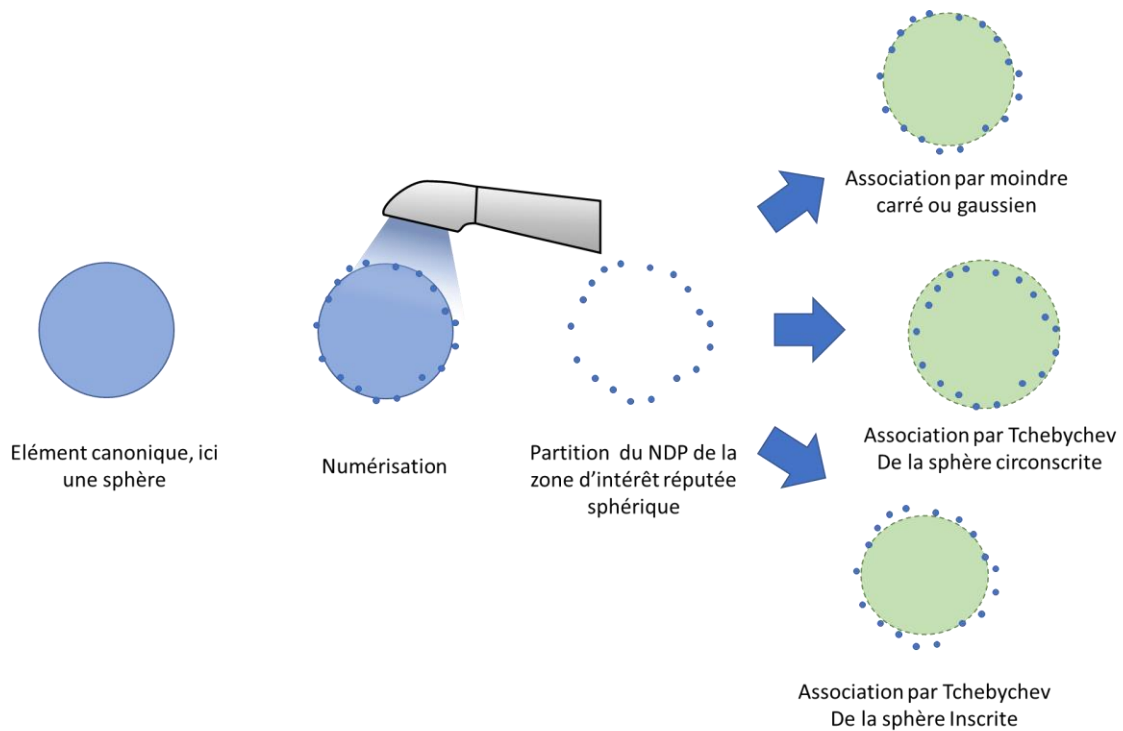 Elément canonique, ici
une sphère
Numérisation
Partition du NDP de la
zone d'intérêt réputée
sphérique
Association par moindre
carré ou gaussien
Association par Tchebychev
De la sphère circonscrite
Association par Tchebychev
De la sphère Inscrite